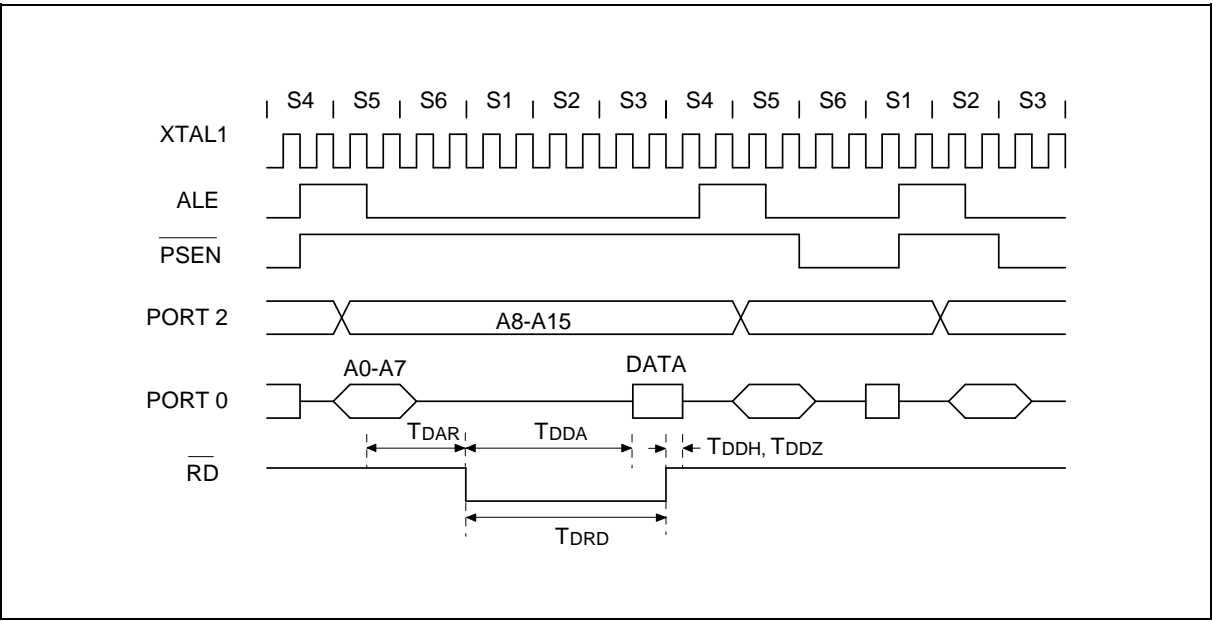 S4 S5 S6 S1 S2 S3 S4 S5 S6 S1 S2 S3
XTAL1
ALE
PSEN
PORT 2
A8-A15
A0-A7
DATA
PORT 0
TDAR
TDDA
TDDH, TDDZ
RD
TDRD